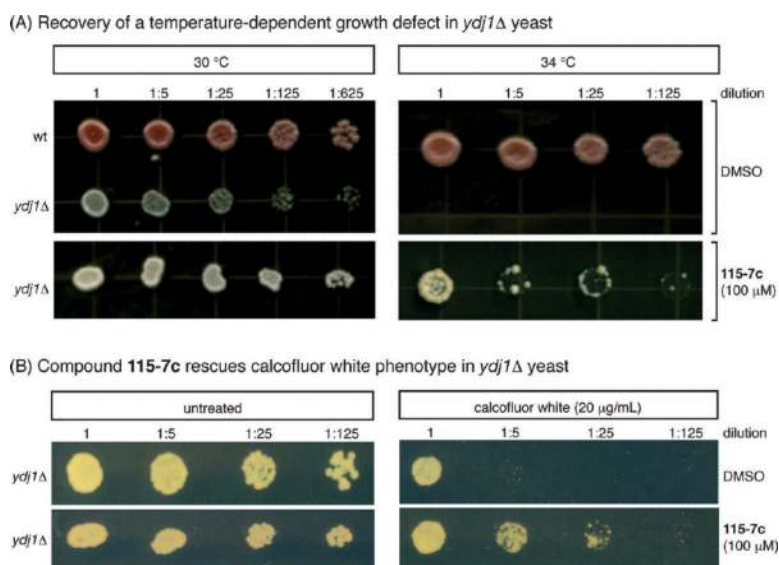 (A) Recovery of a temperature-dependent growth defect in ydj1Δ yeast
30 °C
34 °C
1 1:5 1:25 1:125 1:625
1 1:5 1:25 1:125 dilution
wt
DMSO
ydj1Δ
ydj1Δ
115-7c
(100 μM)
(B) Compound 115-7c rescues calcofluor white phenotype in ydj1Δ yeast
untreated
calcofluor white (20 μg/mL)
1 1:5 1:25 1:125
1 1:5 1:25 1:125 dilution
ydj1Δ
DMSO
ydj1Δ
115-7c
(100 μM)